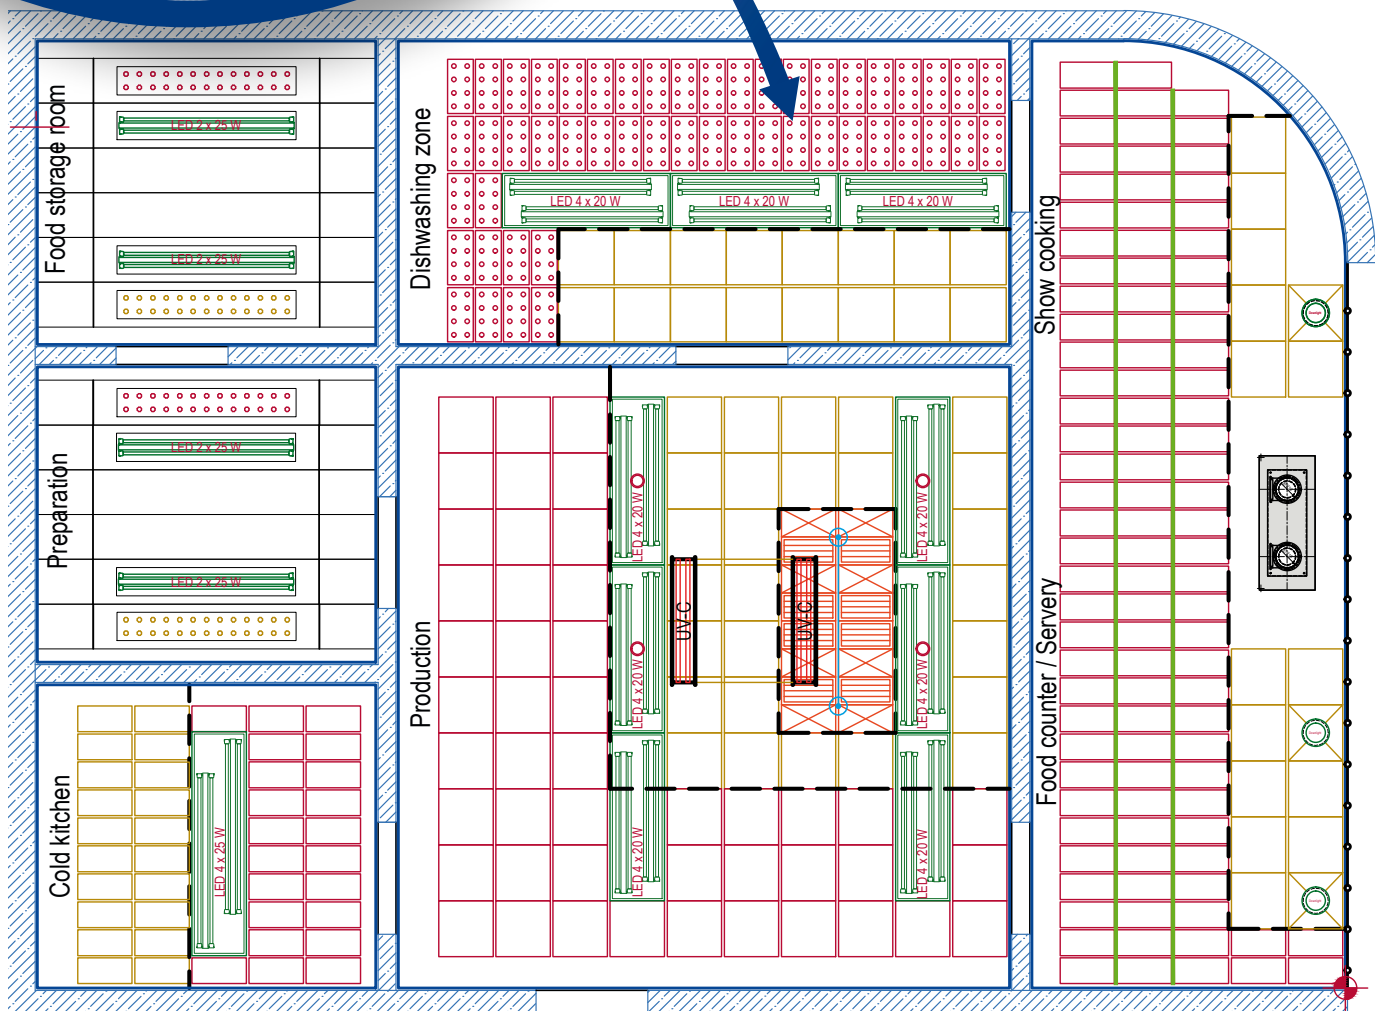 Food storage room
LED 2 x 25 W
LED 2 x 25 W
Dishwashing zone
LED 4 x 20 W
LED 4 x 20 W
LED 4 x 20 W
Show cooking
Preparation
LED 2 x 25 W
LED 2 x 25 W
Production
LED 4 x 20 W
LED 4 x 20 W
LED 4 x 20 W
UV-C
UV-C
LED 4 x 20 W
LED 4 x 20 W
LED 4 x 20 W
Food counter / Servery
Cold kitchen
LED 4 x 25 W